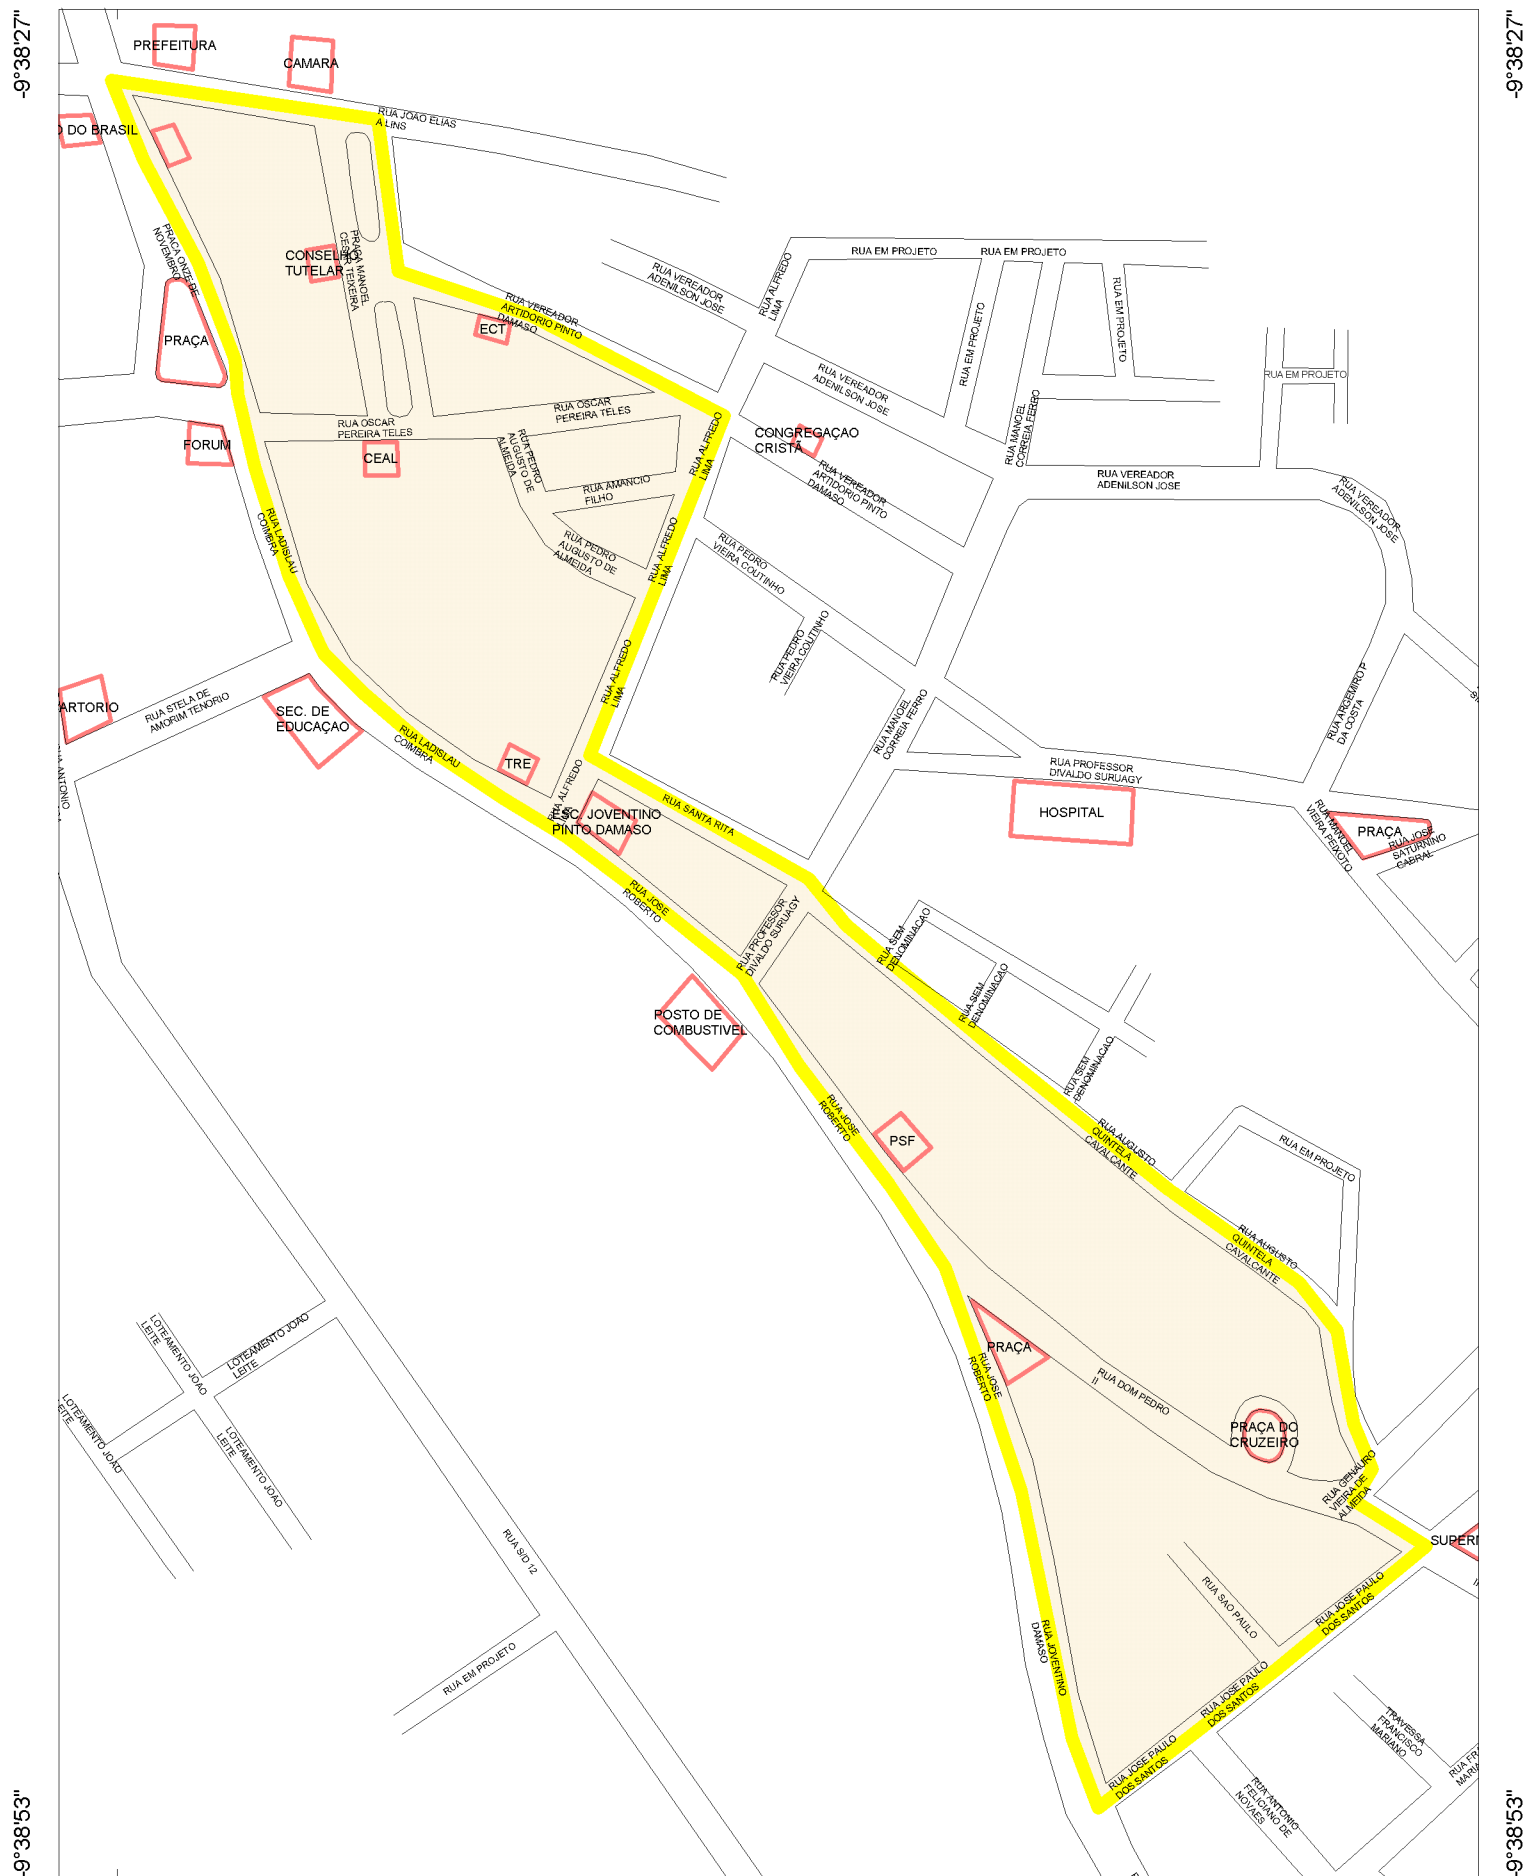 -9°38'27"
-9°38'27"
PREFEITURA
CAMARA
DO BRASIL
RUA JOAO ELIAS
A LINS
PRAÇA ONZE DE
NOVEMBRO
CONSELHO
TUTELAR
PRAÇA MANOEL
CESAR TEIXEIRA
RUA VEREADOR
ADENILSON JOSE
RUA ALFREDO
LIMA
RUA EM PROJETO
RUA EM PROJETO
RUA EM PROJETO
RUA EM PROJETO
RUA EM PROJETO
RUA VEREADOR
ARTIDORIO PINTO
DAMASO
ECT
PRAÇA
RUA VEREADOR
ADENILSON JOSE
RUA OSCAR
PEREIRA TELES
RUA OSCAR
PEREIRA TELES
FORUM
CEAL
RUA PEDRO
AUGUSTO DE
ALMEIDA
RUA ALFREDO
LIMA
CONGREGAÇAO
CRISTÃ
RUA MANOEL
CORREIA FERRO
RUA VEREADOR
ARTIDORIO PINTO
DAMASO
RUA VEREADOR
ADENILSON JOSE
RUA VEREADOR
ADENILSON JOSE
RUA AMANCIO
FILHO
RUA LADISLAU
COIMBRA
RUA PEDRO
AUGUSTO DE
ALMEIDA
RUA ALFREDO
LIMA
RUA PEDRO
VIEIRA COUTINHO
RUA PEDRO
VIEIRA COUTINHO
RUA ALFREDO
LIMA
ARTORIO
RUA STELA DE
AMORIM TENORIO
SEC. DE
EDUCAÇAO
RUA LADISLAU
COIMBRA
TRE
RUA MANOEL
CORREIA FERRO
RUA ARGEMIRO P
DA COSTA
RUA PROFESSOR
DIVALDO SURUAGY
RUA ANTONIO
RUA ALFREDO
LIMA
ESC. JOVENTINO
PINTO DAMASO
RUA SANTA RITA
HOSPITAL
RUA MANOEL
VIEIRA PEIXOTO
PRAÇA
RUA JOSE
SATURNINO
CABRAL
RUA JOSE
ROBERTO
RUA PROFESSOR
DIVALDO SURUAGY
RUA SEM
DENOMINACAO
RUA SEM
DENOMINACAO
POSTO DE
COMBUSTIVEL
RUA SEM
DENOMINACAO
RUA JOSE
ROBERTO
PSF
RUA AUGUSTO
QUINTELA
CAVALCANTE
RUA EM PROJETO
RUA AUGUSTO
QUINTELA
CAVALCANTE
LOTEAMENTO JOAO
LEITE
LOTEAMENTO JOAO
LEITE
PRAÇA
RUA JOSE
ROBERTO
RUA DOM PEDRO
II
PRAÇA DO
CRUZEIRO
LOTEAMENTO JOAO
LEITE
LOTEAMENTO JOAO
LEITE
RUA GENAURO
VIEIRA DE
ALMEIDA
RUA S/D 12
SUPER
RUA SAO PAULO
RUA JOSE PAULO
DOS SANTOS
RUA JOVENTINO
DAMASO
RUA EM PROJETO
RUA JOSE PAULO
DOS SANTOS
TRAVESSA
FRANCISCO
MARIANO
RUA JOSE PAULO
DOS SANTOS
RUA FR
MARIA
RUA ANTONIO
FELICIANO DE
NOVAES
-9°38'53"
-9°38'53"